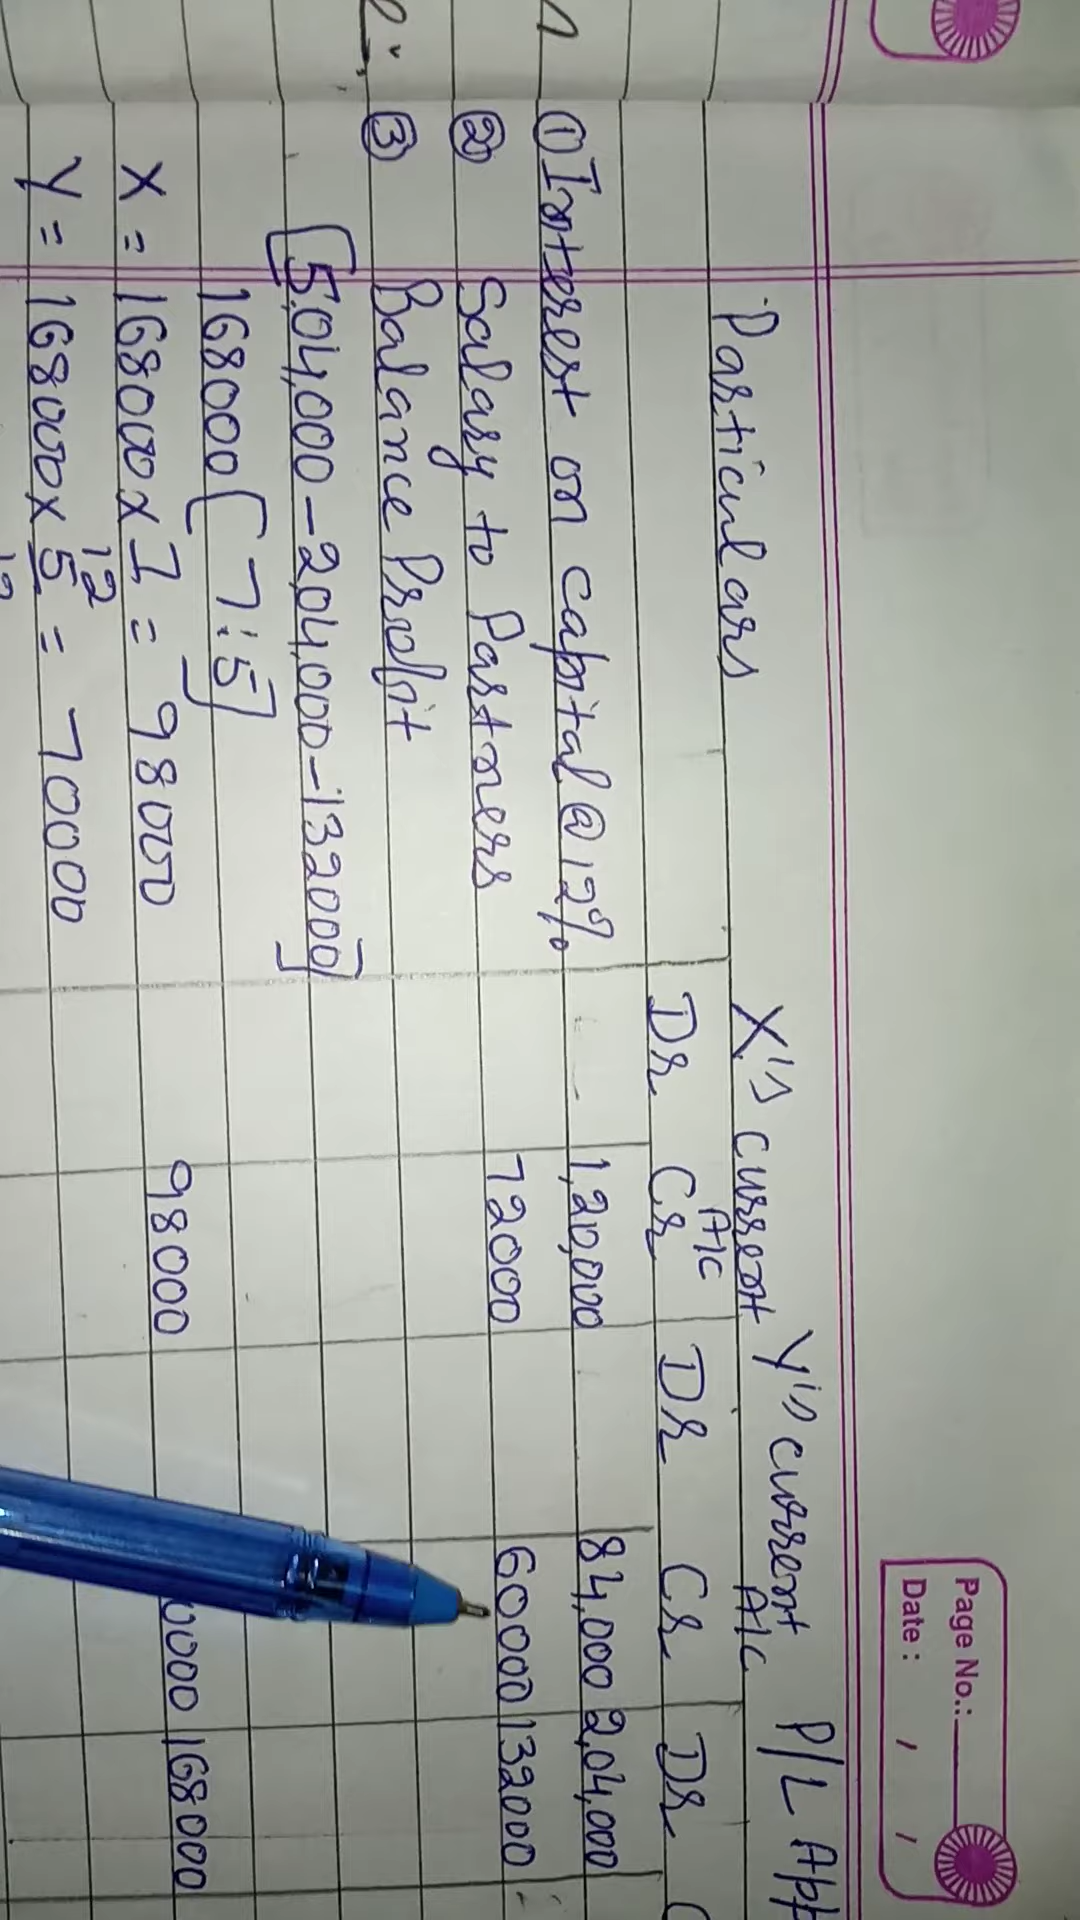 Page No.:
Date : / /
X's current A/c Y's current A/c P/L App
Particulars
Dr Cr Dr Cr Dr
① Interest on capital @ 12% 1,20,000 84,000 2,04,000
② Salary to Partners 72000 60000 132000
③ Balance Profit
[5,04,000-2,04,000-132000]
168000 [7:5]
X = 168000 x 7 = 98000 98000 0000 168000
12
Y = 168000 x 5 = 70000
12